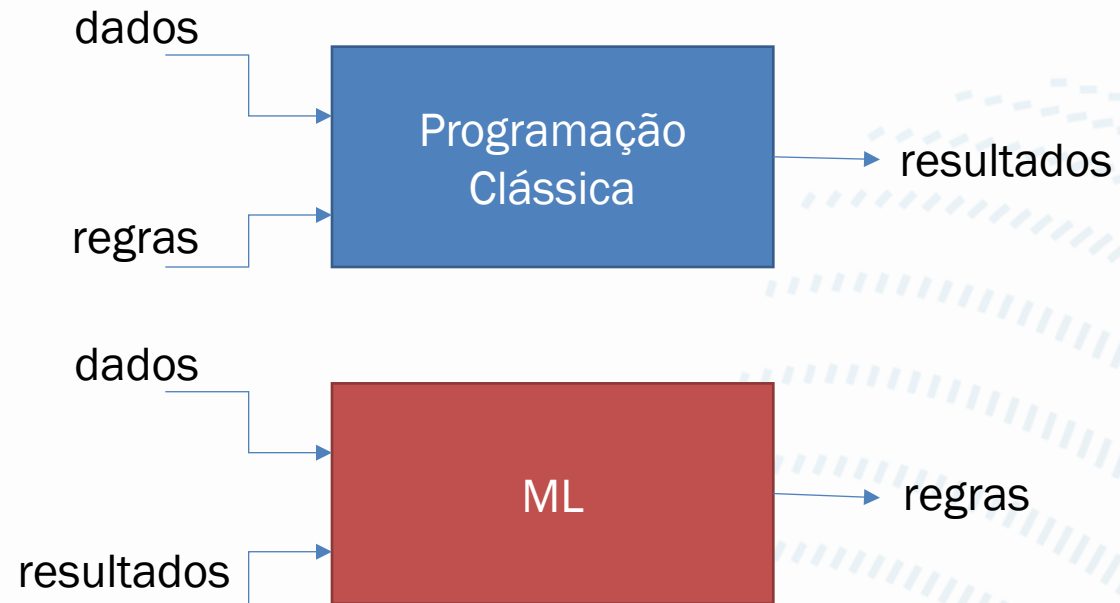 dados
Programação
Clássica
resultados
regras
dados
ML
regras
resultados